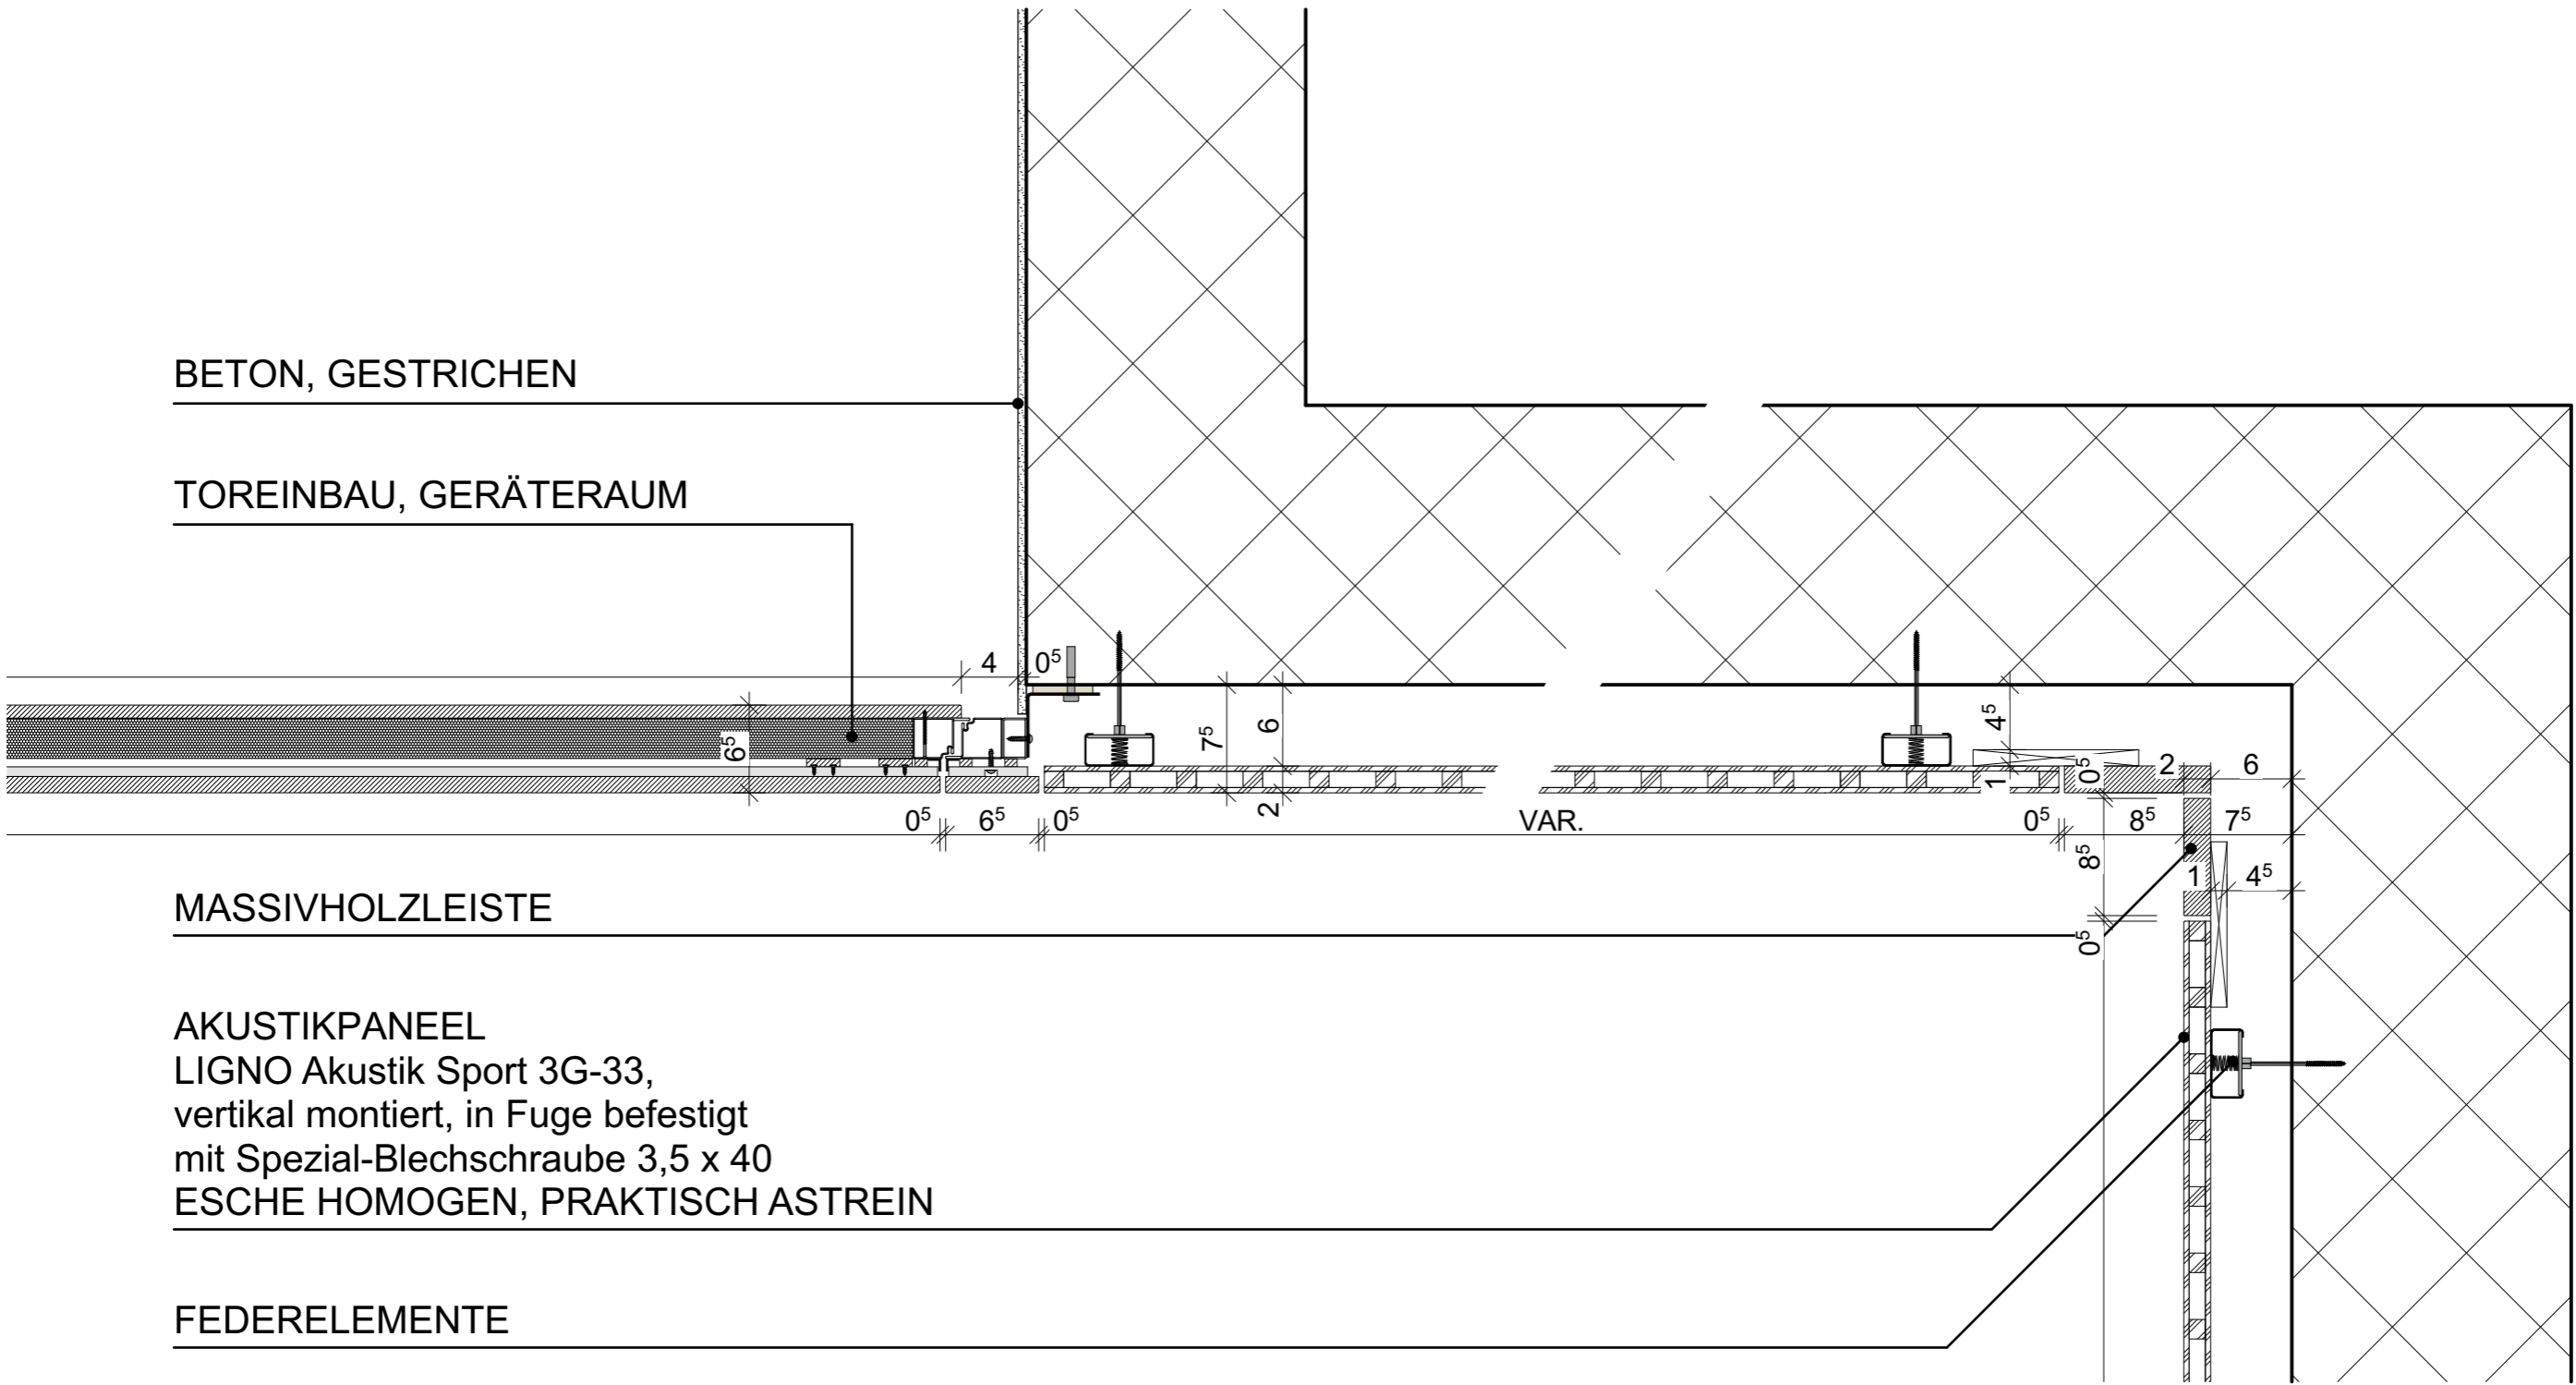 BETON, GESTRICHEN
TOREINBAU, GERÄTERAUM
4
0⁵
6⁵
7⁵
6
2
4⁵
1
0⁵
2
6
0⁵
6⁵
0⁵
VAR.
0⁵
8⁵
7⁵
8⁵
1
4⁵
0⁵
MASSIVHOLZLEISTE
AKUSTIKPANEEL
LIGNO Akustik Sport 3G-33,
vertikal montiert, in Fuge befestigt
mit Spezial-Blechschraube 3,5 x 40
ESCHE HOMOGEN, PRAKTISCH ASTREIN
FEDERELEMENTE